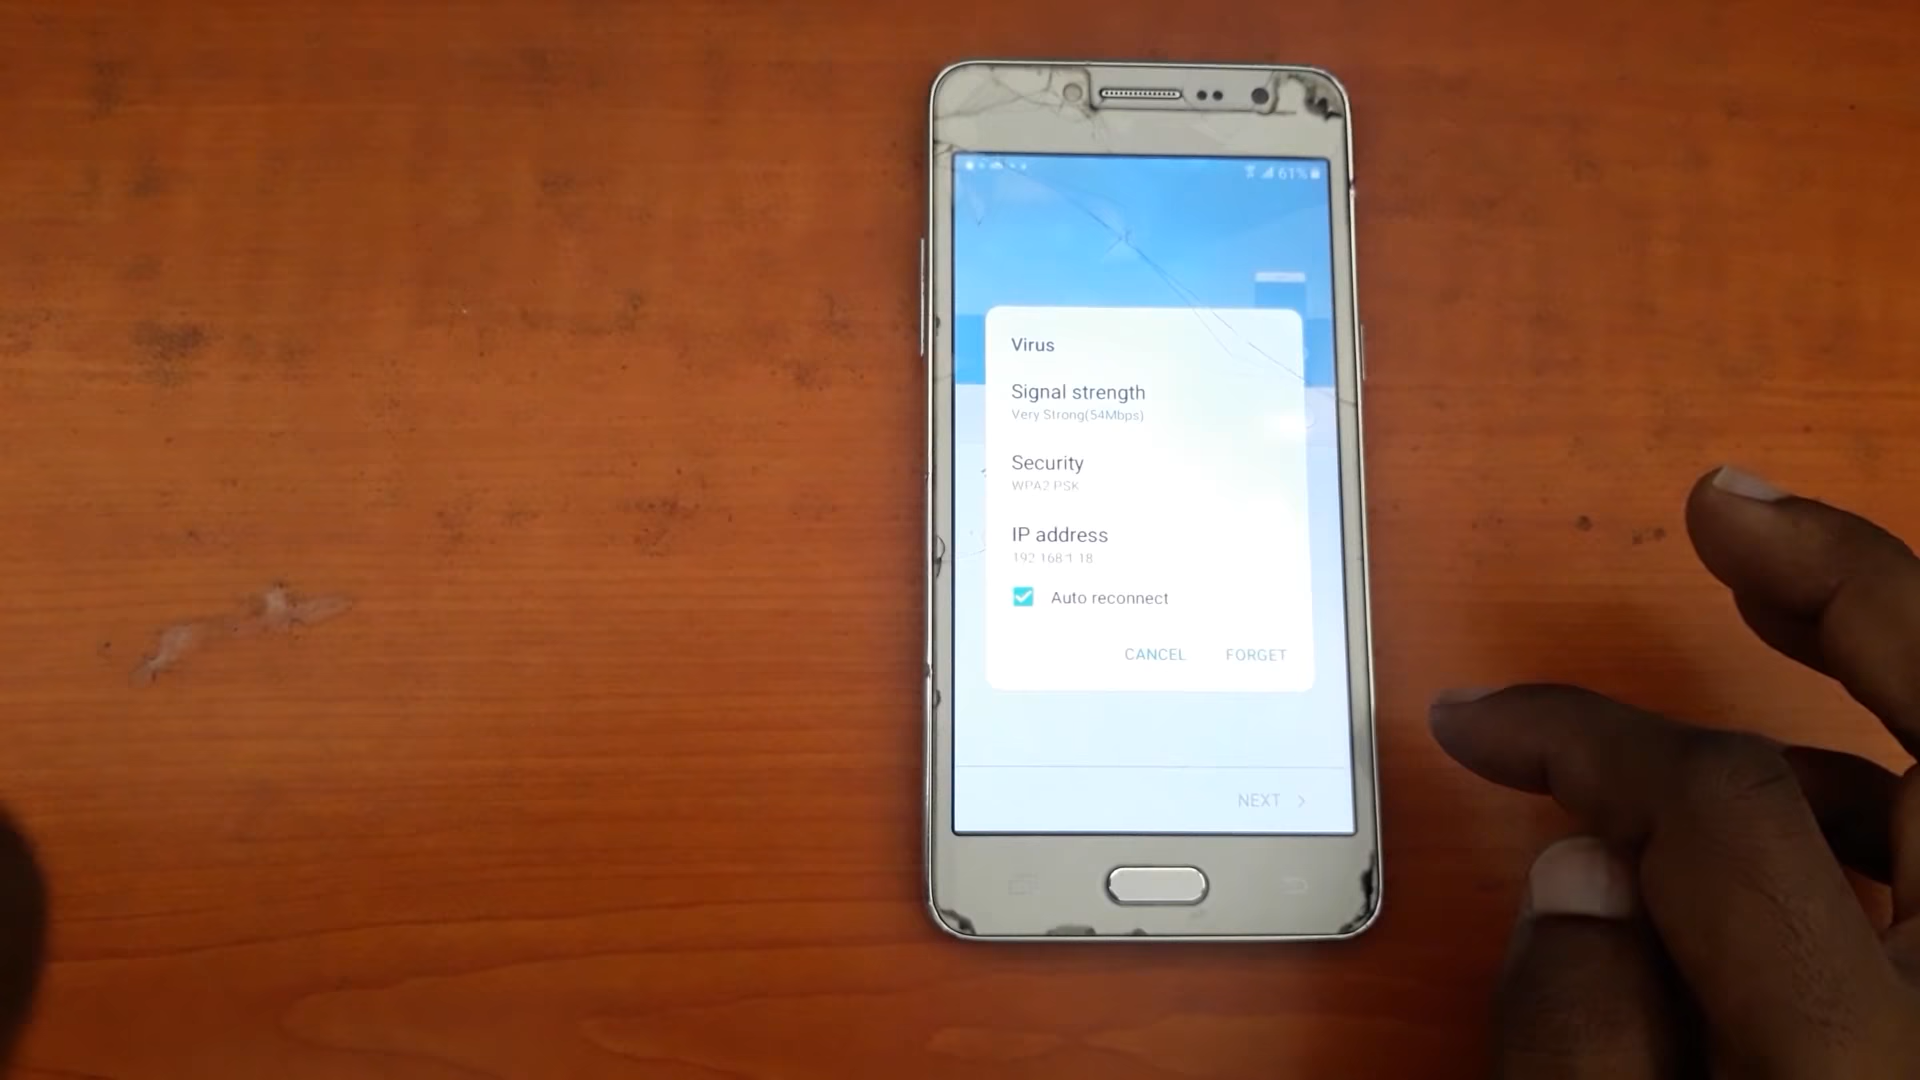 61%
Virus
Signal strength
Very Strong(54Mbps)
Security
WPA2 PSK
IP address
192.168.1.18
Auto reconnect
CANCEL FORGET
NEXT